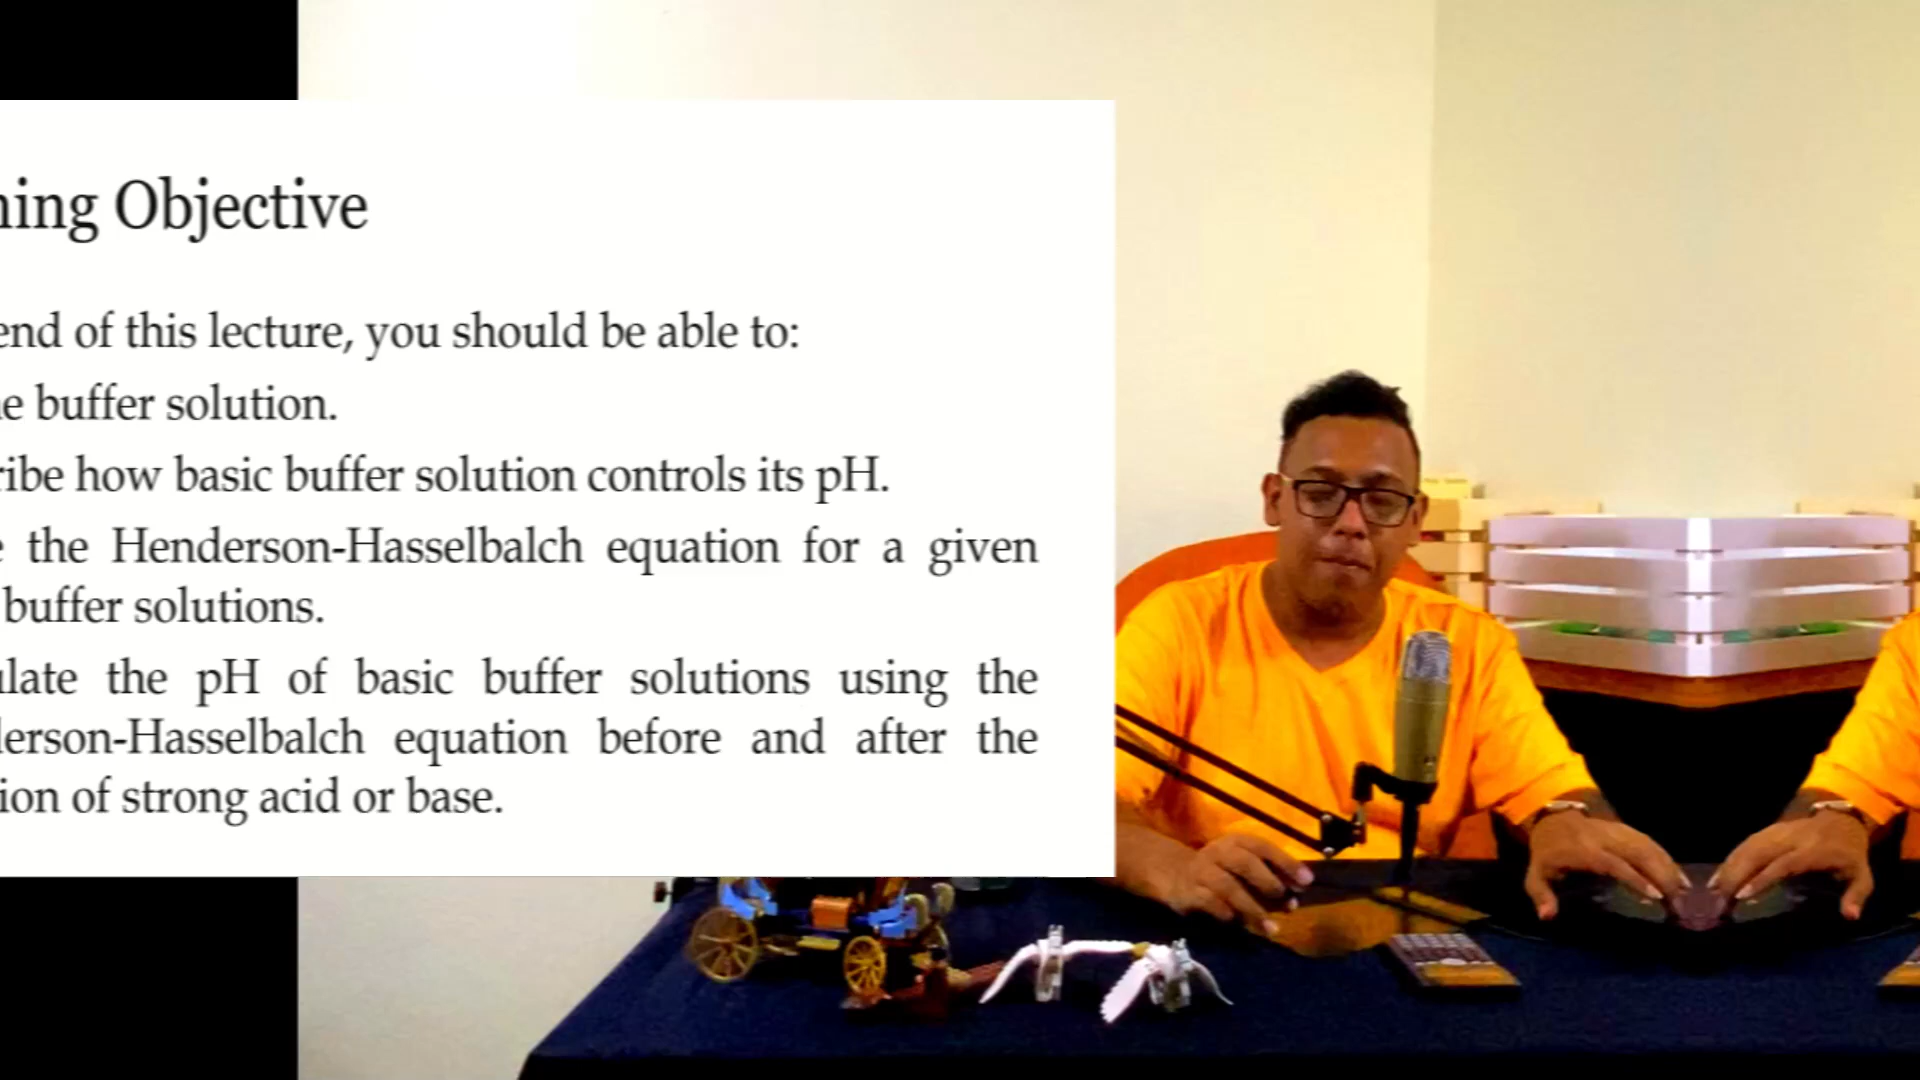 ning Objective
end of this lecture, you should be able to:
e buffer solution.
ribe how basic buffer solution controls its pH.
e the Henderson-Hasselbalch equation for a given
buffer solutions.
ulate the pH of basic buffer solutions using the
derson-Hasselbalch equation before and after the
ion of strong acid or base.